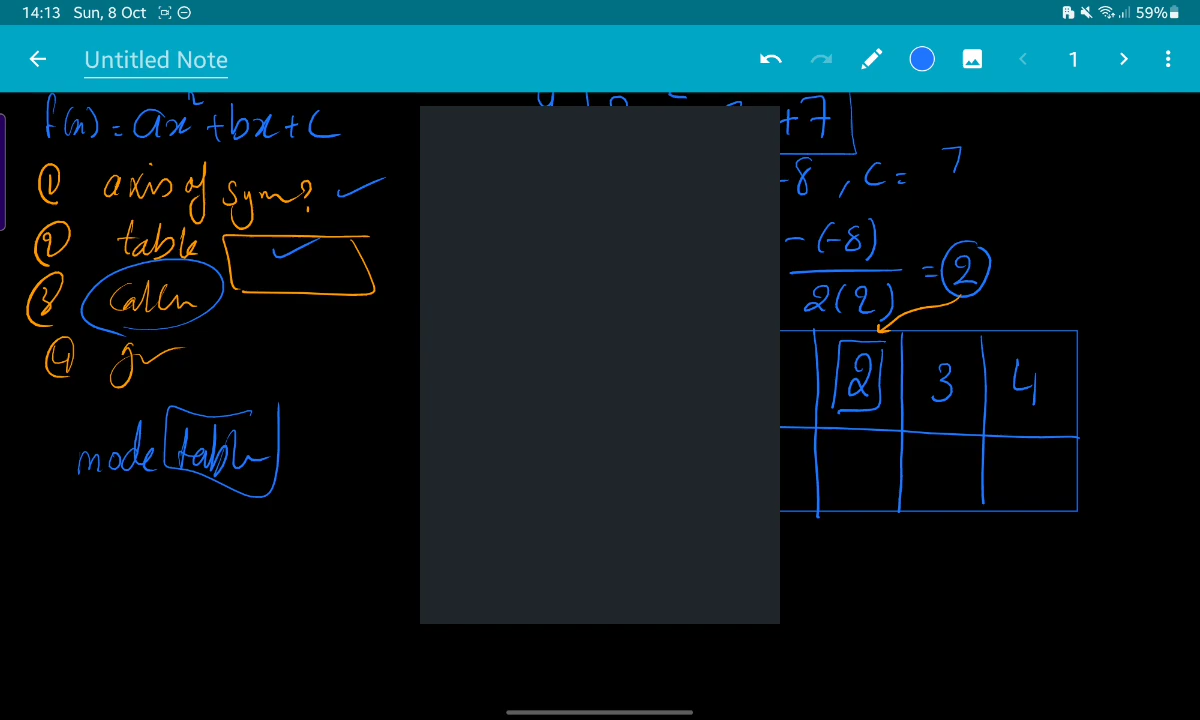 14:13 Sun, 8 Oct 59%
Untitled Note 1
f(x) = ax² + bx + c
+7
① axis of sym?
-8, c = 7
② table
-(-8) / 2(2) = 2
③
④
2 3 4
mode table